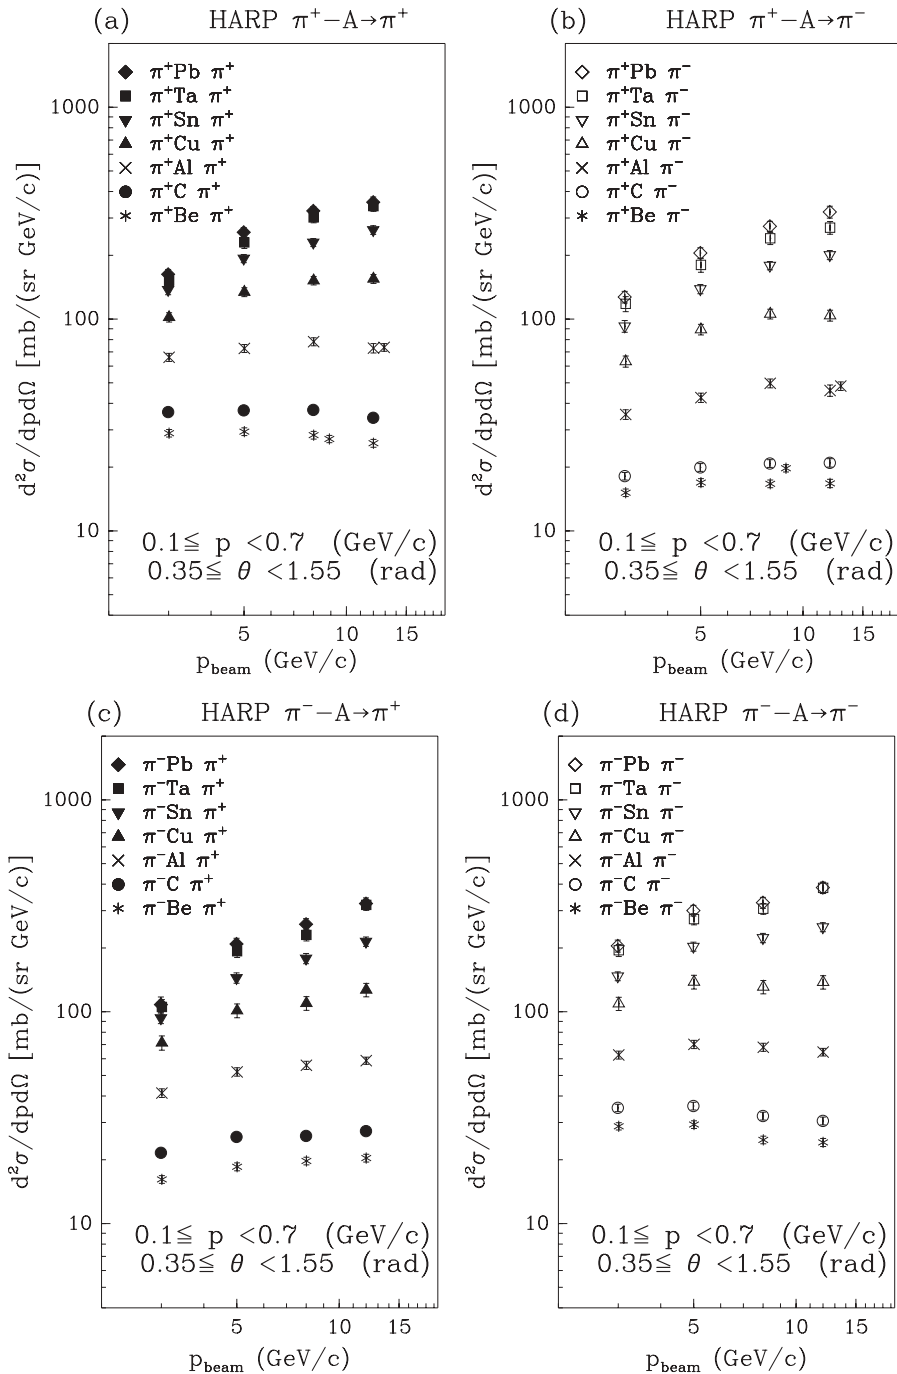 (a) HARP π⁺−A→π⁺
π⁺Pb π⁺
π⁺Ta π⁺
π⁺Sn π⁺
π⁺Cu π⁺
π⁺Al π⁺
π⁺C π⁺
π⁺Be π⁺
1000
100
10
d²σ/dpdΩ [mb/(sr GeV/c)]
0.1≦ p <0.7 (GeV/c)
0.35≦ θ <1.55 (rad)
5 10 15
p_beam (GeV/c)
(b) HARP π⁺−A→π⁻
π⁺Pb π⁻
π⁺Ta π⁻
π⁺Sn π⁻
π⁺Cu π⁻
π⁺Al π⁻
π⁺C π⁻
π⁺Be π⁻
1000
100
10
d²σ/dpdΩ [mb/(sr GeV/c)]
0.1≦ p <0.7 (GeV/c)
0.35≦ θ <1.55 (rad)
5 10 15
p_beam (GeV/c)
(c) HARP π⁻−A→π⁺
π⁻Pb π⁺
π⁻Ta π⁺
π⁻Sn π⁺
π⁻Cu π⁺
π⁻Al π⁺
π⁻C π⁺
π⁻Be π⁺
1000
100
10
d²σ/dpdΩ [mb/(sr GeV/c)]
0.1≦ p <0.7 (GeV/c)
0.35≦ θ <1.55 (rad)
5 10 15
p_beam (GeV/c)
(d) HARP π⁻−A→π⁻
π⁻Pb π⁻
π⁻Ta π⁻
π⁻Sn π⁻
π⁻Cu π⁻
π⁻Al π⁻
π⁻C π⁻
π⁻Be π⁻
1000
100
10
d²σ/dpdΩ [mb/(sr GeV/c)]
0.1≦ p <0.7 (GeV/c)
0.35≦ θ <1.55 (rad)
5 10 15
p_beam (GeV/c)